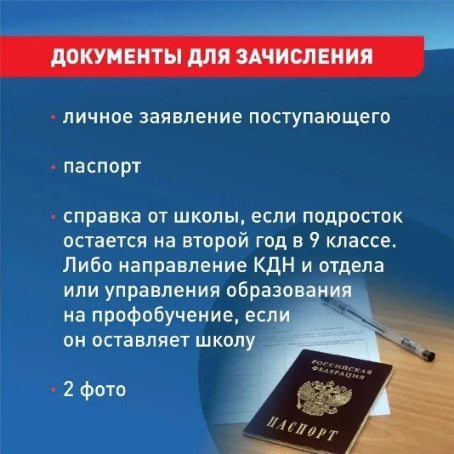 ДОКУМЕНТЫ ДЛЯ ЗАЧИСЛЕНИЯ
• личное заявление поступающего
• паспорт
• справка от школы, если подросток
остается на второй год в 9 классе.
Либо направление КДН и отдела
или управления образования
на профобучение, если
он оставляет школу
• 2 фото
РОССИЙСКАЯ
ФЕДЕРАЦИЯ
ПАСПОРТ